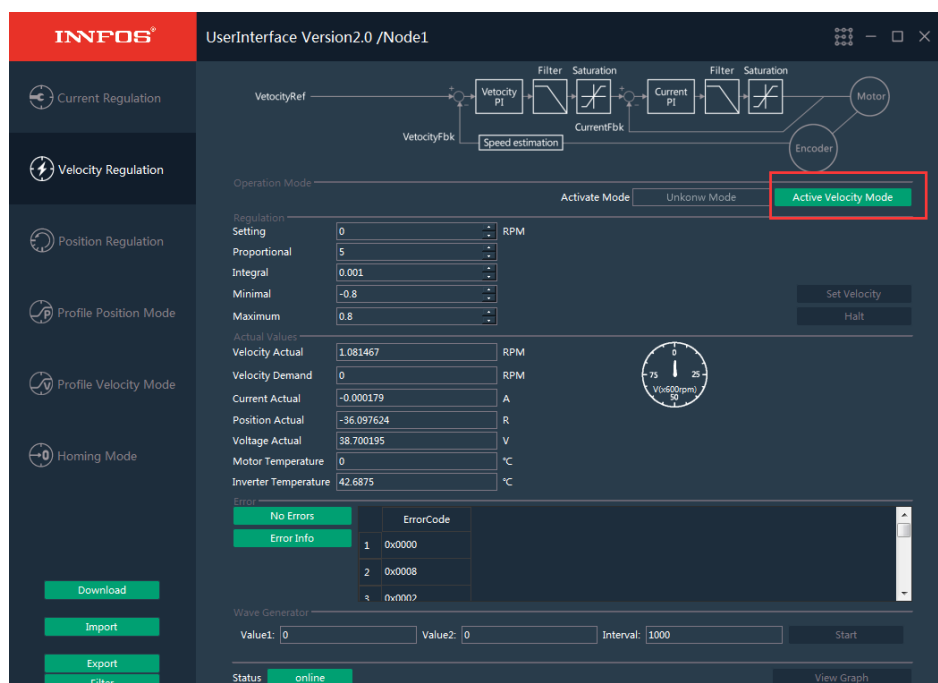 INNFOS®
UserInterface Version2.0 /Node1
Current Regulation
Velocity Regulation
Position Regulation
Profile Position Mode
Profile Velocity Mode
Homing Mode
Download
Import
Export
Filter
Filter Saturation Filter Saturation
VetocityRef
+
-
Vetocity PI
+
-
Current PI
Motor
CurrentFbk
VetocityFbk
Speed estimation
Encoder
Operation Mode
Activate Mode Unkonw Mode Active Velocity Mode
Regulation
Setting 0 RPM
Proportional 5
Integral 0.001
Minimal -0.8 Set Velocity
Maximum 0.8 Halt
Actual Values
Velocity Actual 1.081467 RPM
Velocity Demand 0 RPM
Current Actual -0.000179 A
Position Actual -36.097624 R
Voltage Actual 38.700195 V
Motor Temperature 0 ℃
Inverter Temperature 42.6875 ℃
0
75 25
V(x600rpm)
50
Error
No Errors
Error Info
ErrorCode
1 0x0000
2 0x0008
3 0x0002
Wave Generator
Value1: 0 Value2: 0 Interval: 1000 Start
Status online View Graph